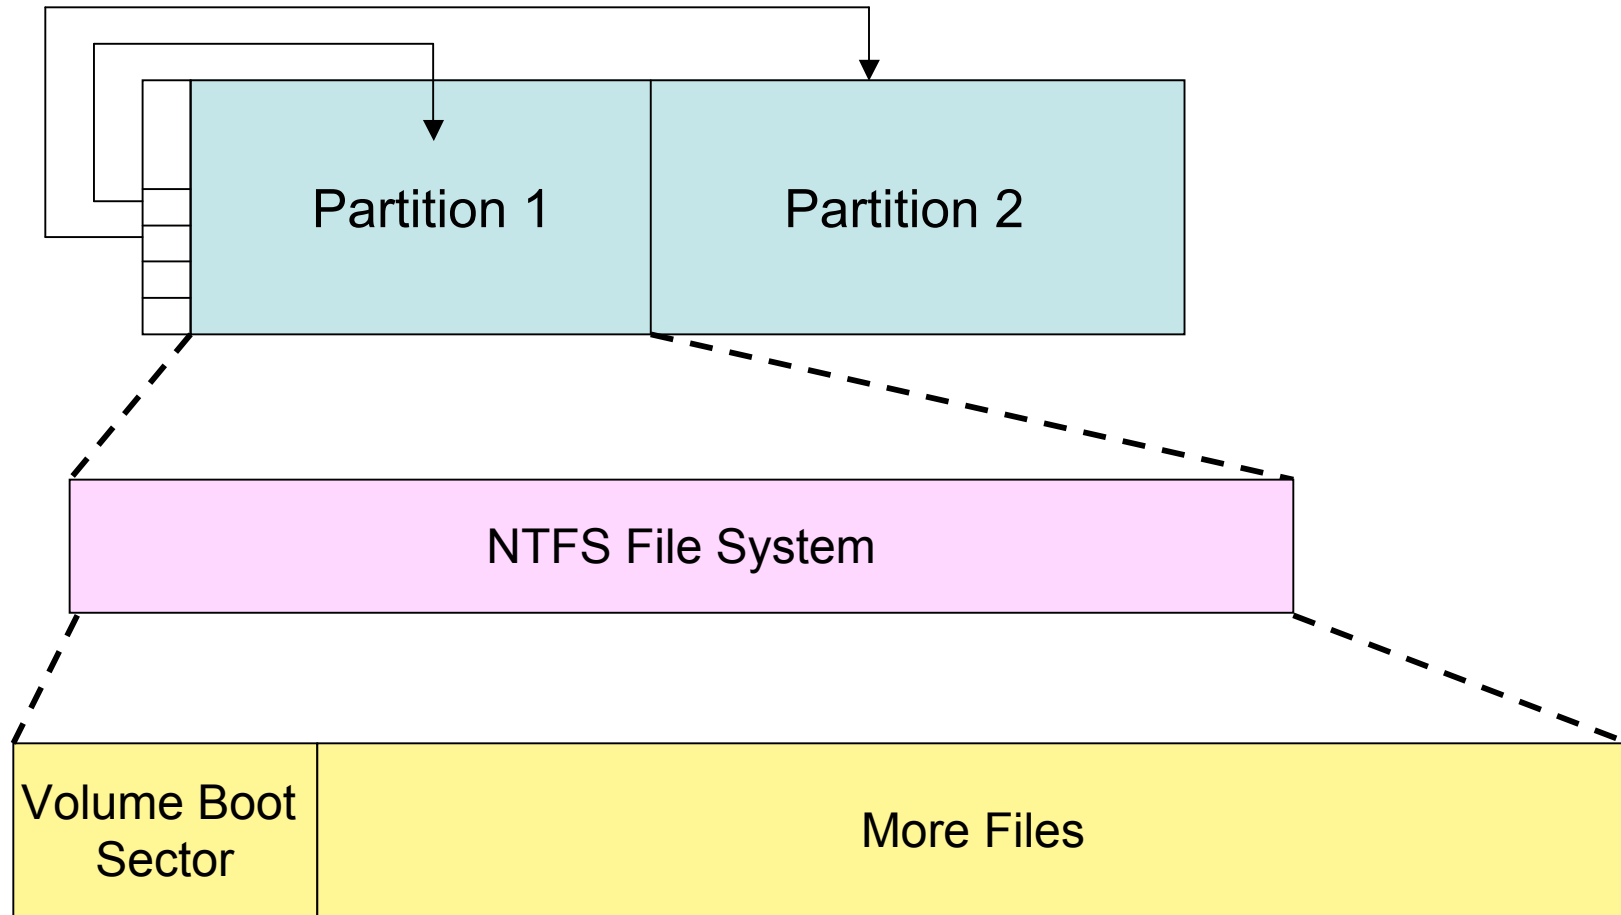 Partition 1
Partition 2
NTFS File System
Volume Boot
Sector
More Files